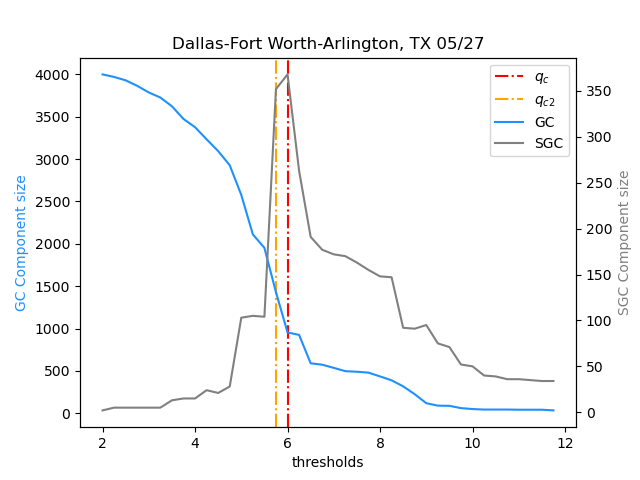 Dallas-Fort Worth-Arlington, TX 05/27
4000
3500
3000
2500
2000
1500
1000
500
0
GC Component size
350
300
250
200
150
100
50
0
SGC Component size
q_c
q_c2
GC
SGC
2 4 6 8 10 12
thresholds